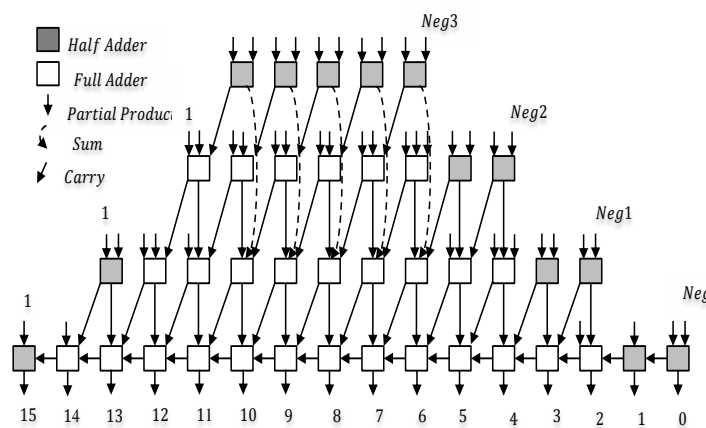 Neg3
Half Adder
Full Adder
Partial Produc
1
Neg2
Sum
Carry
1
Neg1
1
Neg
15 14 13 12 11 10 9 8 7 6 5 4 3 2 1 0